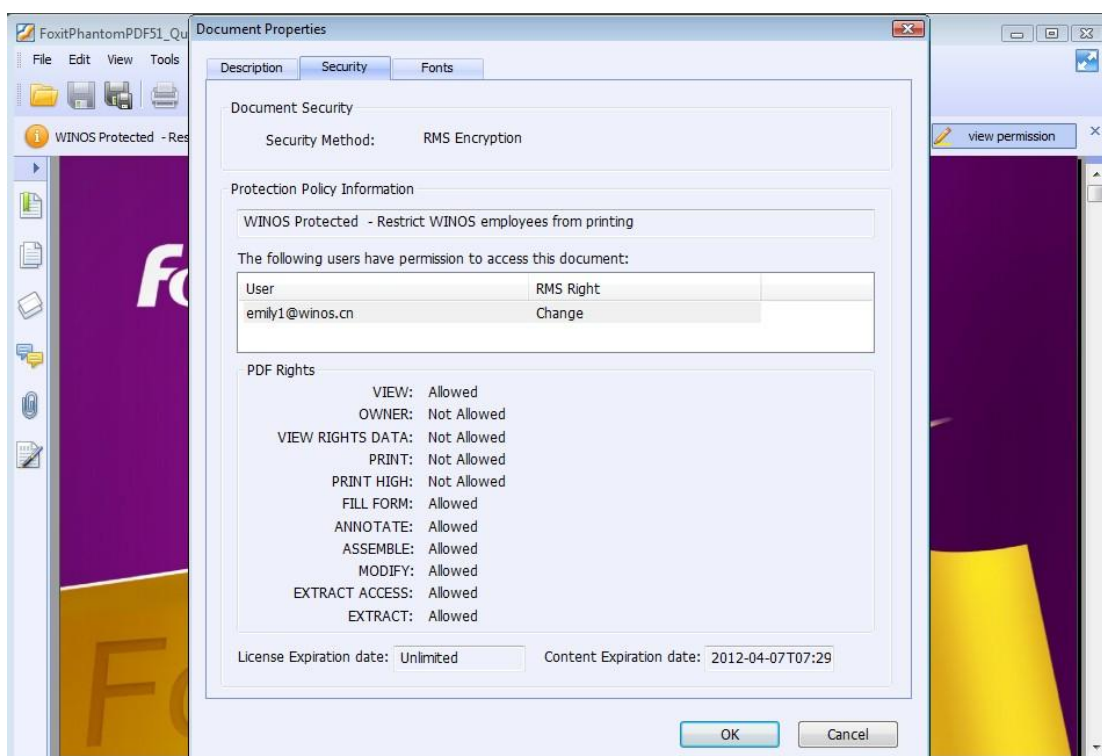 FoxitPhantomPDF51_Qu
Document Properties
File Edit View Tools
Description Security Fonts
Document Security
Security Method: RMS Encryption
WINOS Protected - Res
view permission
Protection Policy Information
WINOS Protected - Restrict WINOS employees from printing
The following users have permission to access this document:
User RMS Right
emily1@winos.cn Change
PDF Rights
VIEW: Allowed
OWNER: Not Allowed
VIEW RIGHTS DATA: Not Allowed
PRINT: Not Allowed
PRINT HIGH: Not Allowed
FILL FORM: Allowed
ANNOTATE: Allowed
ASSEMBLE: Allowed
MODIFY: Allowed
EXTRACT ACCESS: Allowed
EXTRACT: Allowed
License Expiration date: Unlimited Content Expiration date: 2012-04-07T07:29
OK Cancel
Fo
Fo